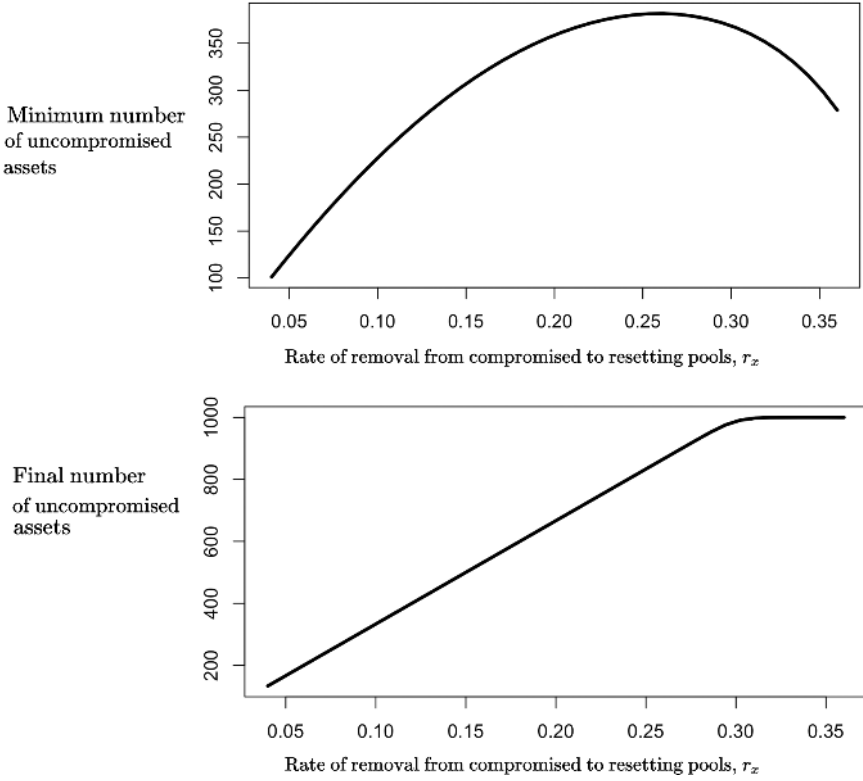 Minimum number
of uncompromised
assets
350
300
250
200
150
100
0.05 0.10 0.15 0.20 0.25 0.30 0.35
Rate of removal from compromised to resetting pools, rₓ
Final number
of uncompromised
assets
1000
800
600
400
200
0.05 0.10 0.15 0.20 0.25 0.30 0.35
Rate of removal from compromised to resetting pools, rₓ